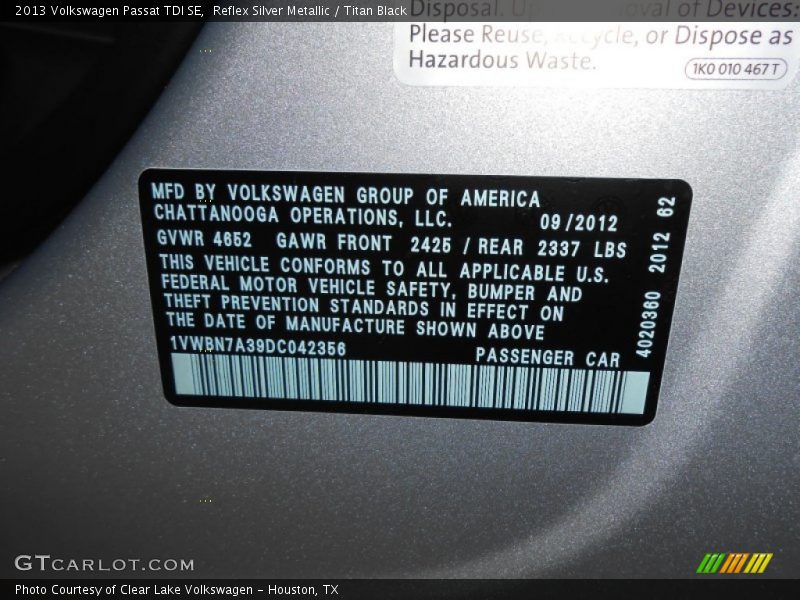 2013 Volkswagen Passat TDI SE, Reflex Silver Metallic / Titan Black
Disposal. of Devices:
Please Reuse, Recycle, or Dispose as
Hazardous Waste.
1K0 010 467 T
MFD BY VOLKSWAGEN GROUP OF AMERICA
CHATTANOOGA OPERATIONS, LLC. 09/2012
GVWR 4652 GAWR FRONT 2425 / REAR 2337 LBS
THIS VEHICLE CONFORMS TO ALL APPLICABLE U.S.
FEDERAL MOTOR VEHICLE SAFETY, BUMPER AND
THEFT PREVENTION STANDARDS IN EFFECT ON
THE DATE OF MANUFACTURE SHOWN ABOVE
1VWBN7A39DC042356 PASSENGER CAR
4020360 2012 62
GTCARLOT.COM
Photo Courtesy of Clear Lake Volkswagen - Houston, TX